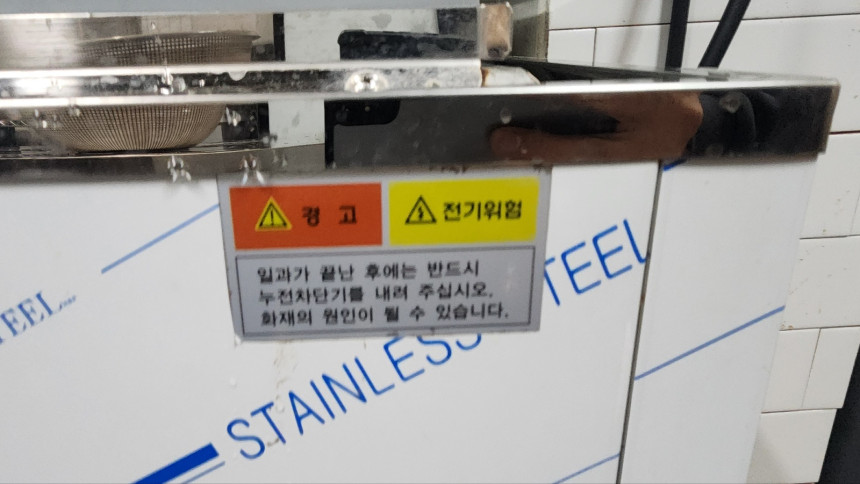 경 고
전기위험
일과가 끝난 후에는 반드시
누전차단기를 내려 주십시오.
화재의 원인이 될 수 있습니다.
TEEL
STAINLESS
TEEL